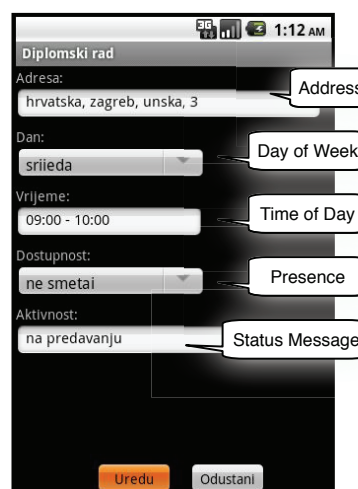 3G 1:12 AM
Diplomski rad
Adresa:
hrvatska, zagreb, unska, 3
Address
Dan:
srijeda
Day of Week
Vrijeme:
09:00 - 10:00
Time of Day
Dostupnost:
ne smetaj
Presence
Aktivnost:
na predavanju
Status Message
Uredu Odustani